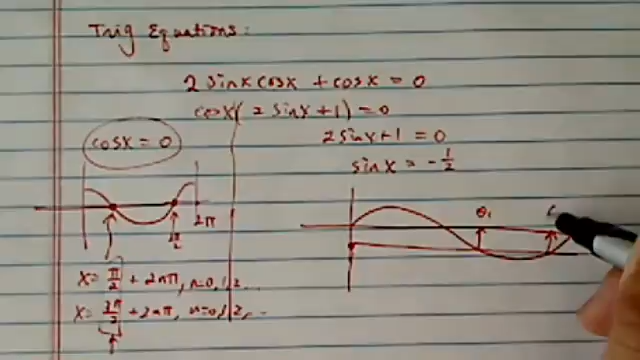 Trig Equations:
2 sinx cosx + cosx = 0
cosx( 2 sinx + 1) = 0
cosx = 0
2 sinx + 1 = 0
sinx = -1/2
2π
3π/2
θ₁
x = π/2 + 2nπ, n=0,1,2...
x = 3π/2 + 2nπ, n=0,1,2,...